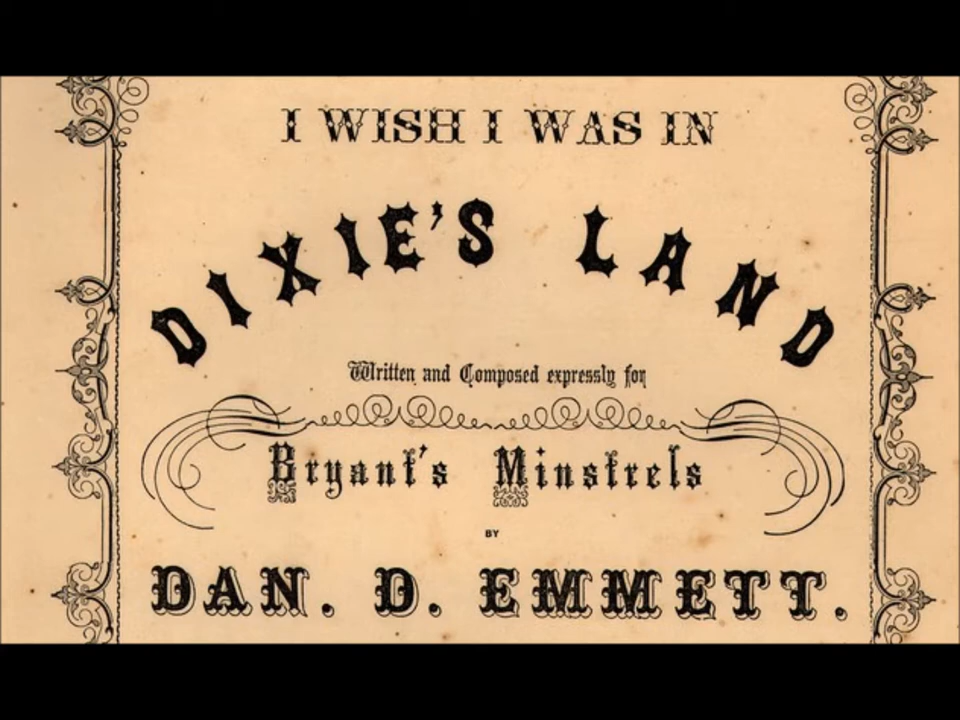 I WISH I WAS IN
DIXIE'S LAND
Written and Composed expressly for
Bryant's Minstrels
BY
DAN. D. EMMETT.